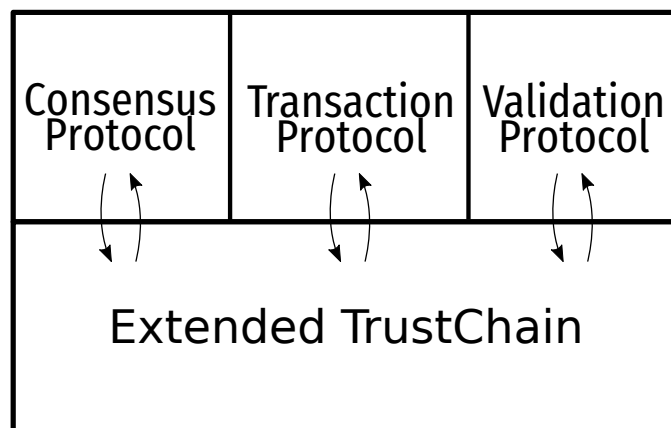 Consensus
Protocol
Transaction
Protocol
Validation
Protocol
Extended TrustChain